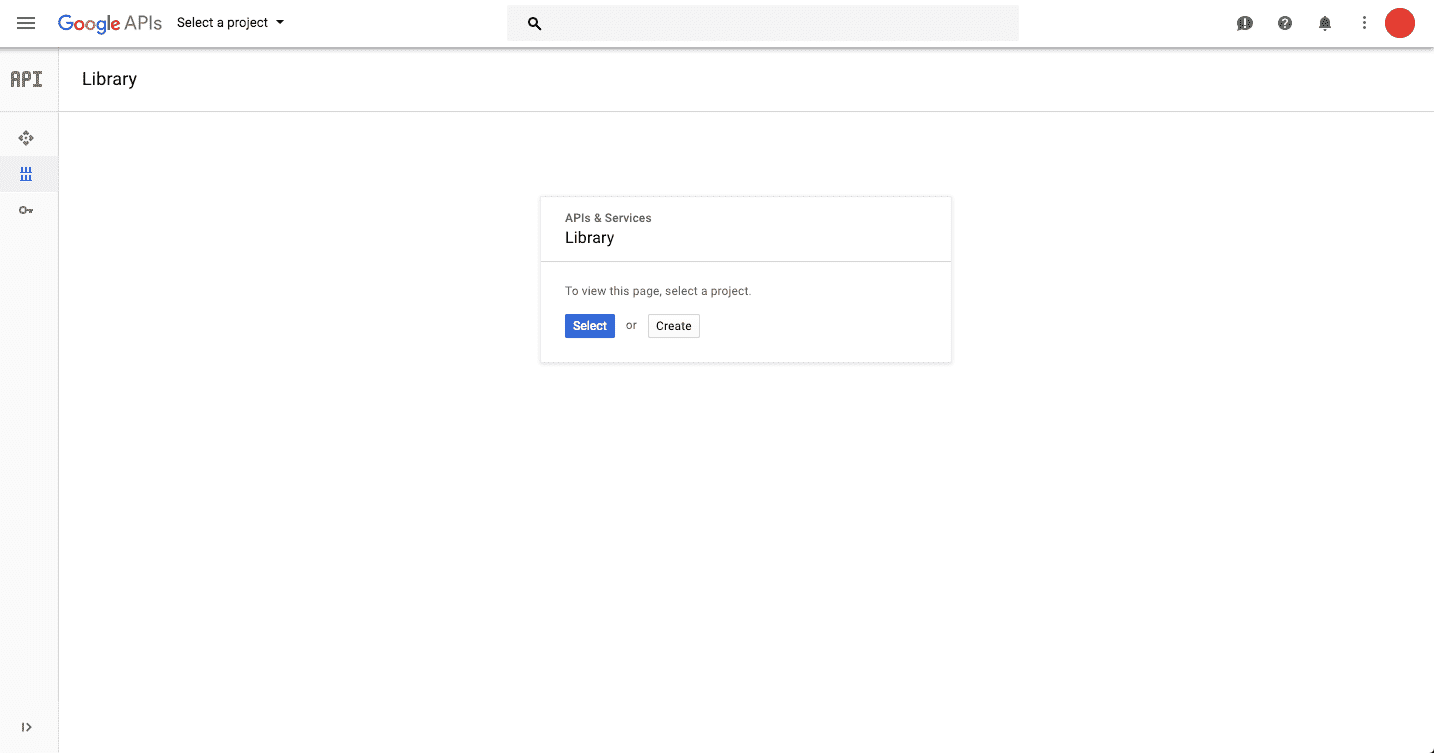 Google APIs Select a project
API
Library
APIs & Services
Library
To view this page, select a project.
Select or Create